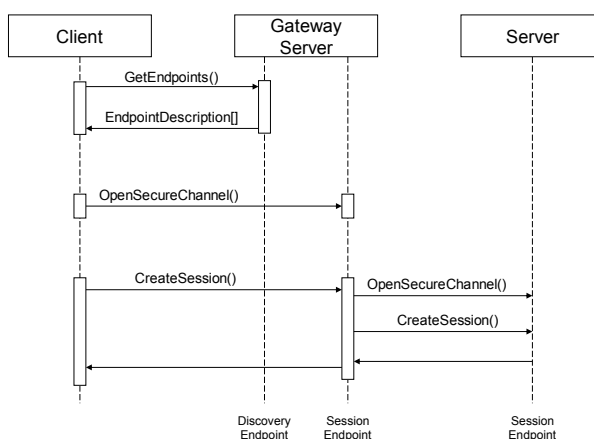 Client
Gateway
Server
Server
GetEndpoints()
EndpointDescription[]
OpenSecureChannel()
CreateSession()
OpenSecureChannel()
CreateSession()
Discovery
Endpoint
Session
Endpoint
Session
Endpoint